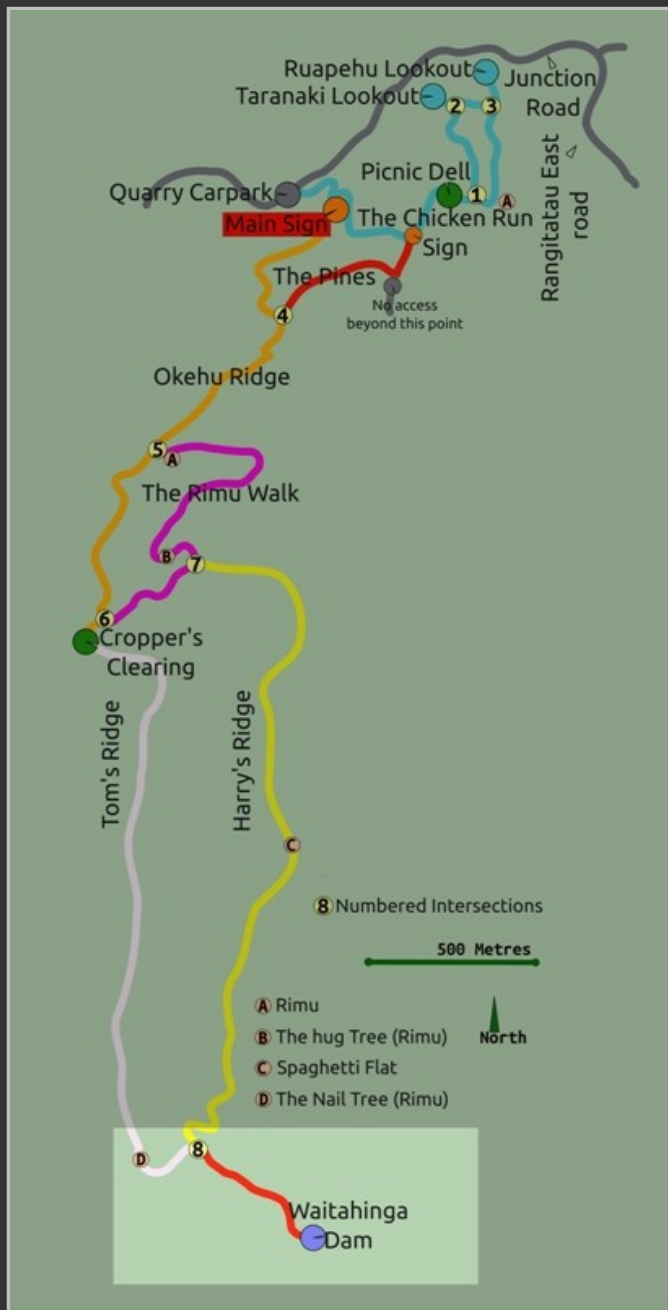 Ruapehu Lookout
Junction
Road
Taranaki Lookout
2
3
Rangitatau East
road
Picnic Dell
Quarry Carpark
1
A
Main Sign
The Chicken Run
Sign
The Pines
No access
beyond this point
4
Okehu Ridge
5
A
The Rimu Walk
B
7
6
Cropper's
Clearing
Tom's Ridge
Harry's Ridge
C
8 Numbered Intersections
500 Metres
A Rimu
North
B The hug Tree (Rimu)
C Spaghetti Flat
D The Nail Tree (Rimu)
8
D
Waitahinga
Dam